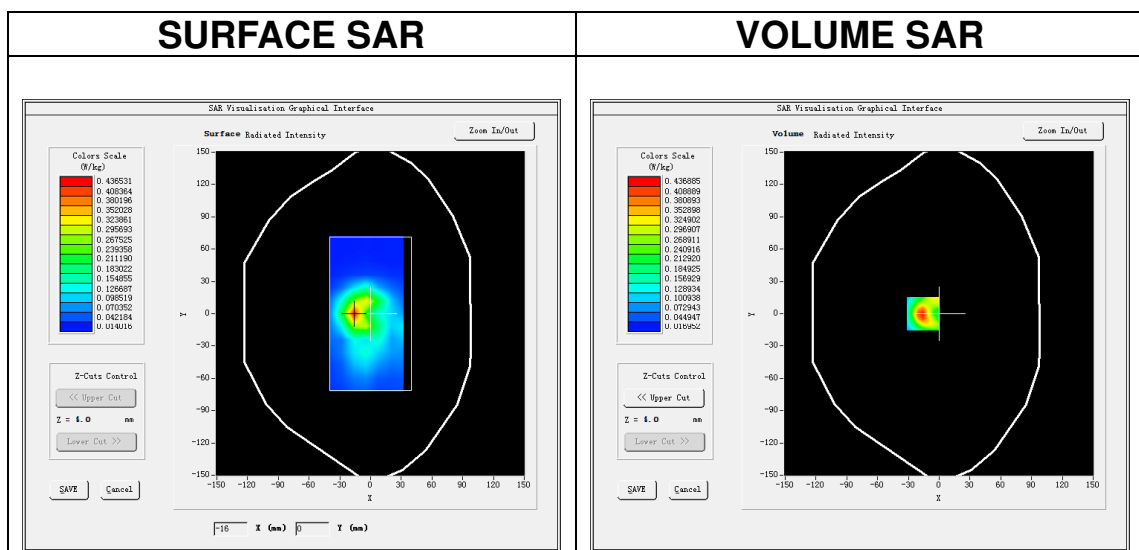 SURFACE SAR
VOLUME SAR
SAR Visualisation Graphical Interface
Surface Radiated Intensity
Zoom In/Out
Colors Scale
(W/kg)
0.436531
0.408364
0.380196
0.352028
0.323861
0.295693
0.267525
0.239358
0.211190
0.183022
0.154855
0.126687
0.098519
0.070352
0.042184
0.014016
Z-Cuts Control
<< Upper Cut
Z = 4.0 mm
Lower Cut >>
SAVE
Cancel
150
120
90
60
30
0
-30
-60
-90
-120
-150
Y
-150 -120 -90 -60 -30 0 30 60 90 120 150
X
-16 X (mm) 0 Y (mm)
SAR Visualisation Graphical Interface
Volume Radiated Intensity
Zoom In/Out
Colors Scale
(W/kg)
0.436885
0.408889
0.380893
0.352898
0.324902
0.296907
0.268911
0.240916
0.212920
0.184925
0.156929
0.128934
0.100938
0.072943
0.044947
0.016952
Z-Cuts Control
<< Upper Cut
Z = 4.0 mm
Lower Cut >>
SAVE
Cancel
150
120
90
60
30
0
-30
-60
-90
-120
-150
Y
-150 -120 -90 -60 -30 0 30 60 90 120 150
X